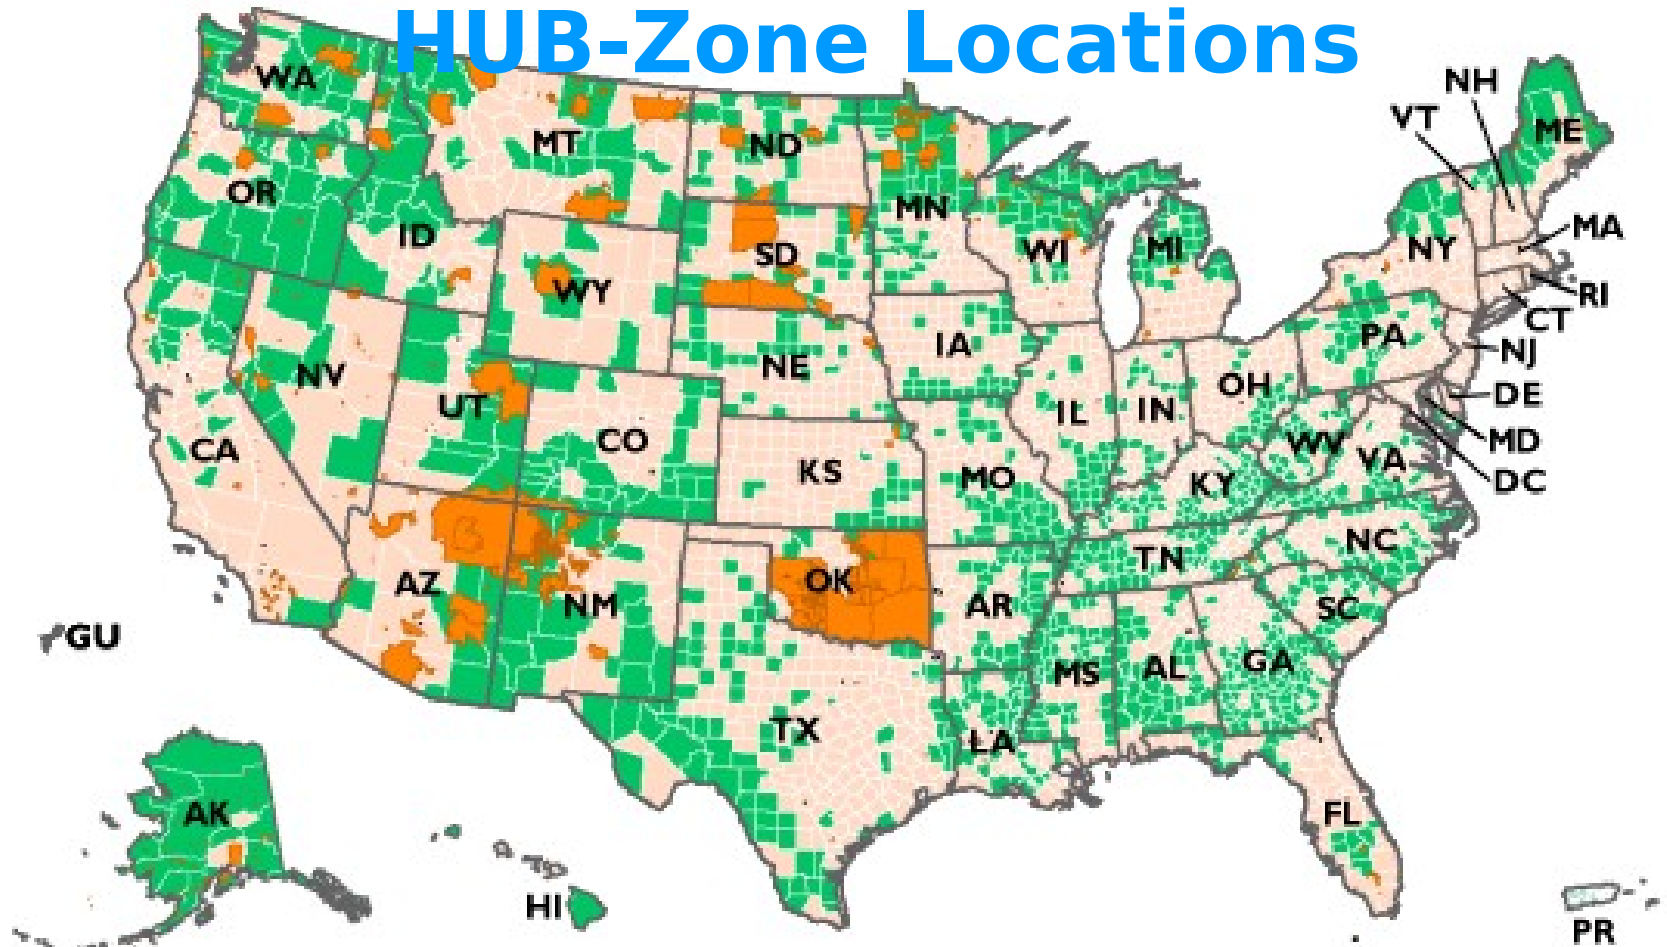 HUB-Zone Locations
WA
NH
VT
ME
MT
ND
OR
MN
MA
ID
SD
WI
MI
NY
WY
RI
CT
PA
IA
NJ
NE
NV
OH
DE
UT
IL
IN
CO
MD
WV
CA
KS
VA
MO
DC
KY
NC
TN
OK
AZ
NM
AR
SC
GU
MS
AL
GA
TX
LA
AK
FL
HI
PR